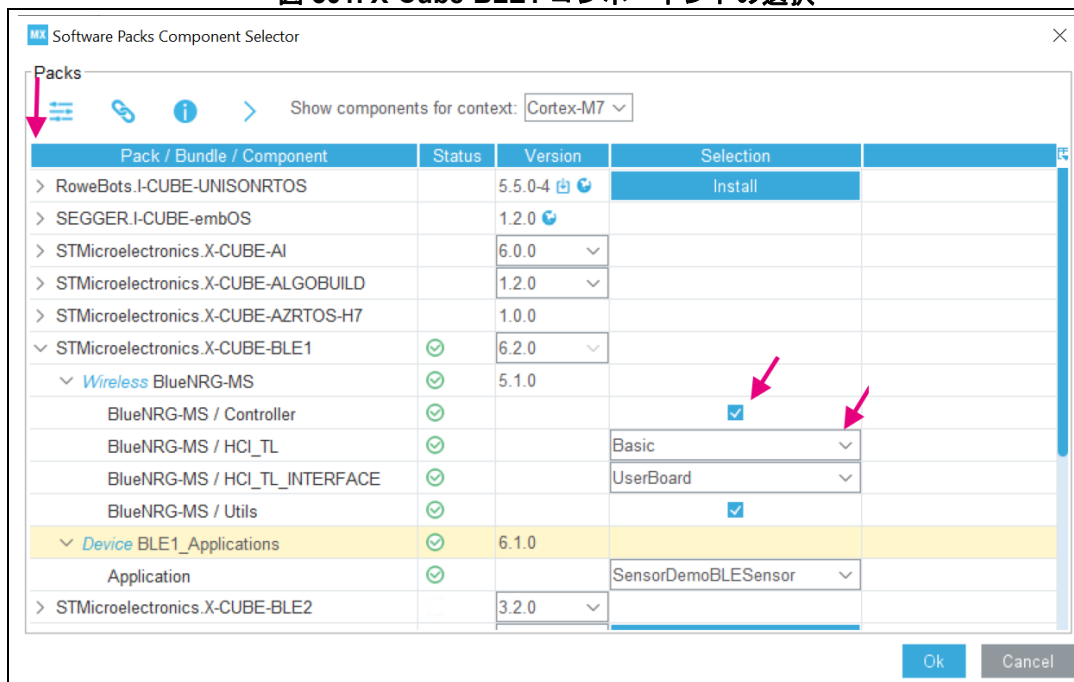 MX Software Packs Component Selector
Packs
Show components for context: Cortex-M7
Pack / Bundle / Component Status Version Selection
RoweBots.I-CUBE-UNISONRTOS 5.5.0-4 Install
SEGGER.I-CUBE-embOS 1.2.0
STMicroelectronics.X-CUBE-AI 6.0.0
STMicroelectronics.X-CUBE-ALGOBUILD 1.2.0
STMicroelectronics.X-CUBE-AZRTOS-H7 1.0.0
STMicroelectronics.X-CUBE-BLE1 6.2.0
Wireless BlueNRG-MS 5.1.0
BlueNRG-MS / Controller
BlueNRG-MS / HCI_TL Basic
BlueNRG-MS / HCI_TL_INTERFACE UserBoard
BlueNRG-MS / Utils
Device BLE1_Applications 6.1.0
Application SensorDemoBLESensor
STMicroelectronics.X-CUBE-BLE2 3.2.0
Ok Cancel